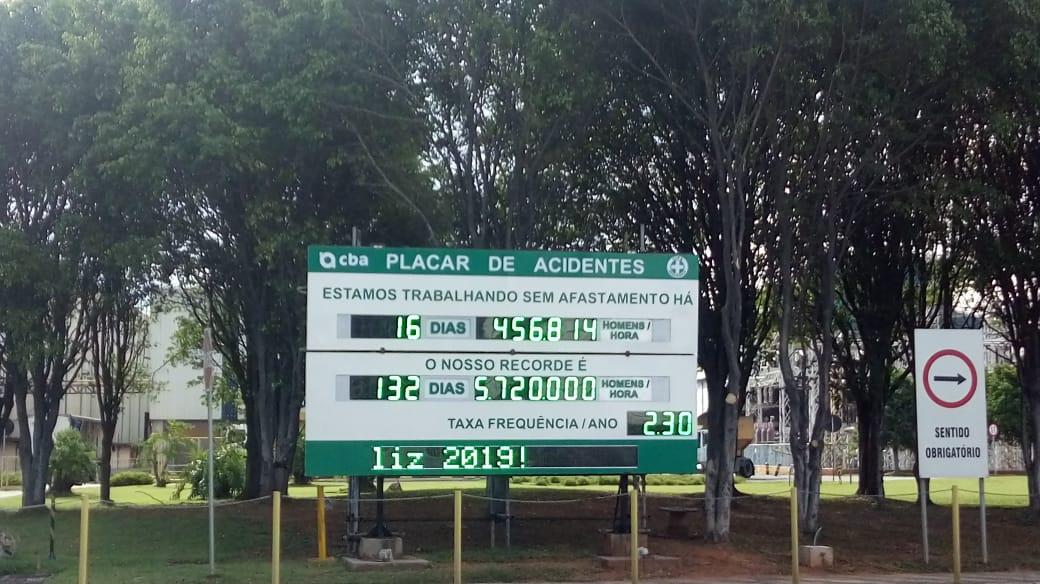 cba PLACAR DE ACIDENTES
ESTAMOS TRABALHANDO SEM AFASTAMENTO HÁ
16 DIAS 456.814 HOMENS / HORA
O NOSSO RECORDE É
132 DIAS 5.720.000 HOMENS / HORA
TAXA FREQUÊNCIA / ANO 2.30
liz 2019!
SENTIDO
OBRIGATÓRIO